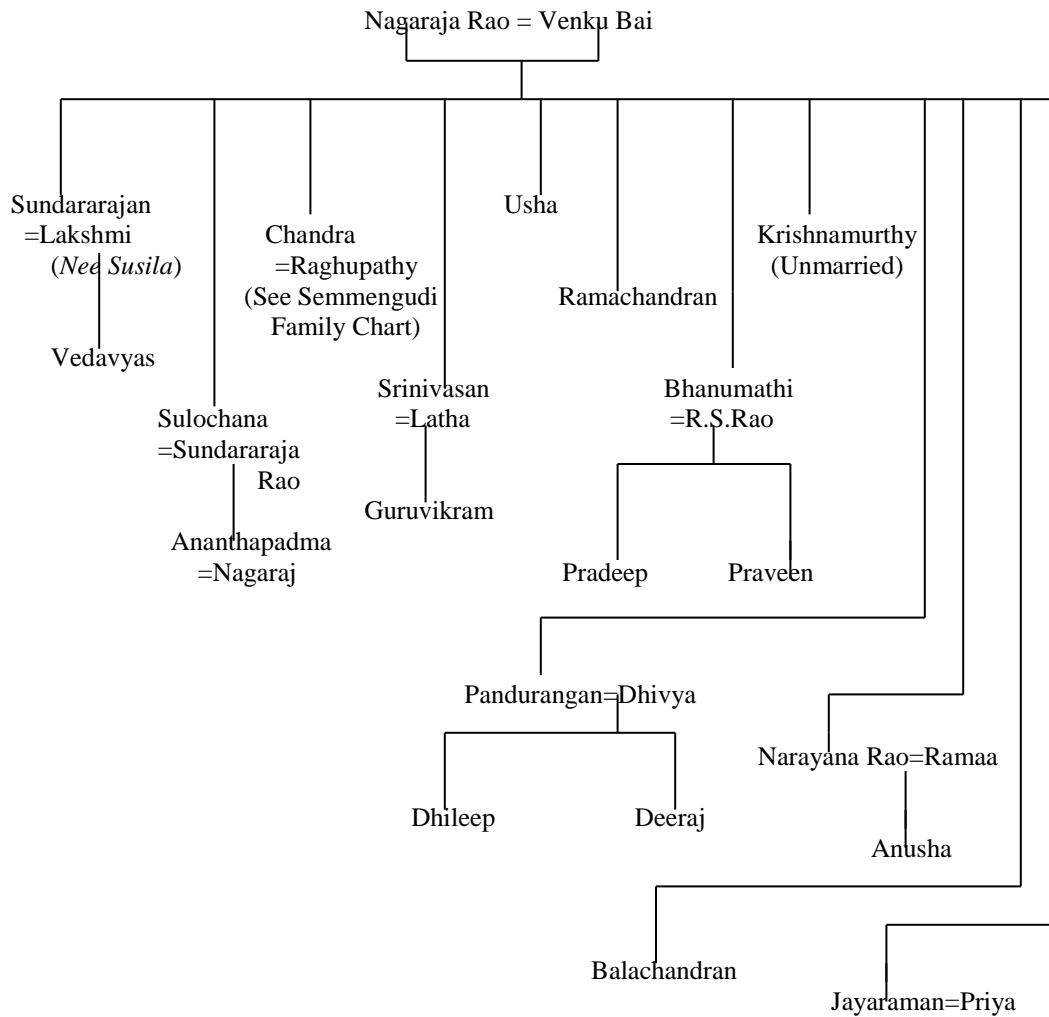 Nagaraja Rao = Venku Bai
Sundararajan
=Lakshmi
(Nee Susila)
Vedavyas
Sulochana
=Sundararaja
Rao
Ananthapadma
=Nagaraj
Chandra
=Raghupathy
(See Semmengudi
Family Chart)
Srinivasan
=Latha
Guruvikram
Usha
Ramachandran
Bhanumathi
=R.S.Rao
Pradeep
Praveen
Krishnamurthy
(Unmarried)
Pandurangan=Dhivya
Dhileep
Deeraj
Narayana Rao=Ramaa
Anusha
Balachandran
Jayaraman=Priya